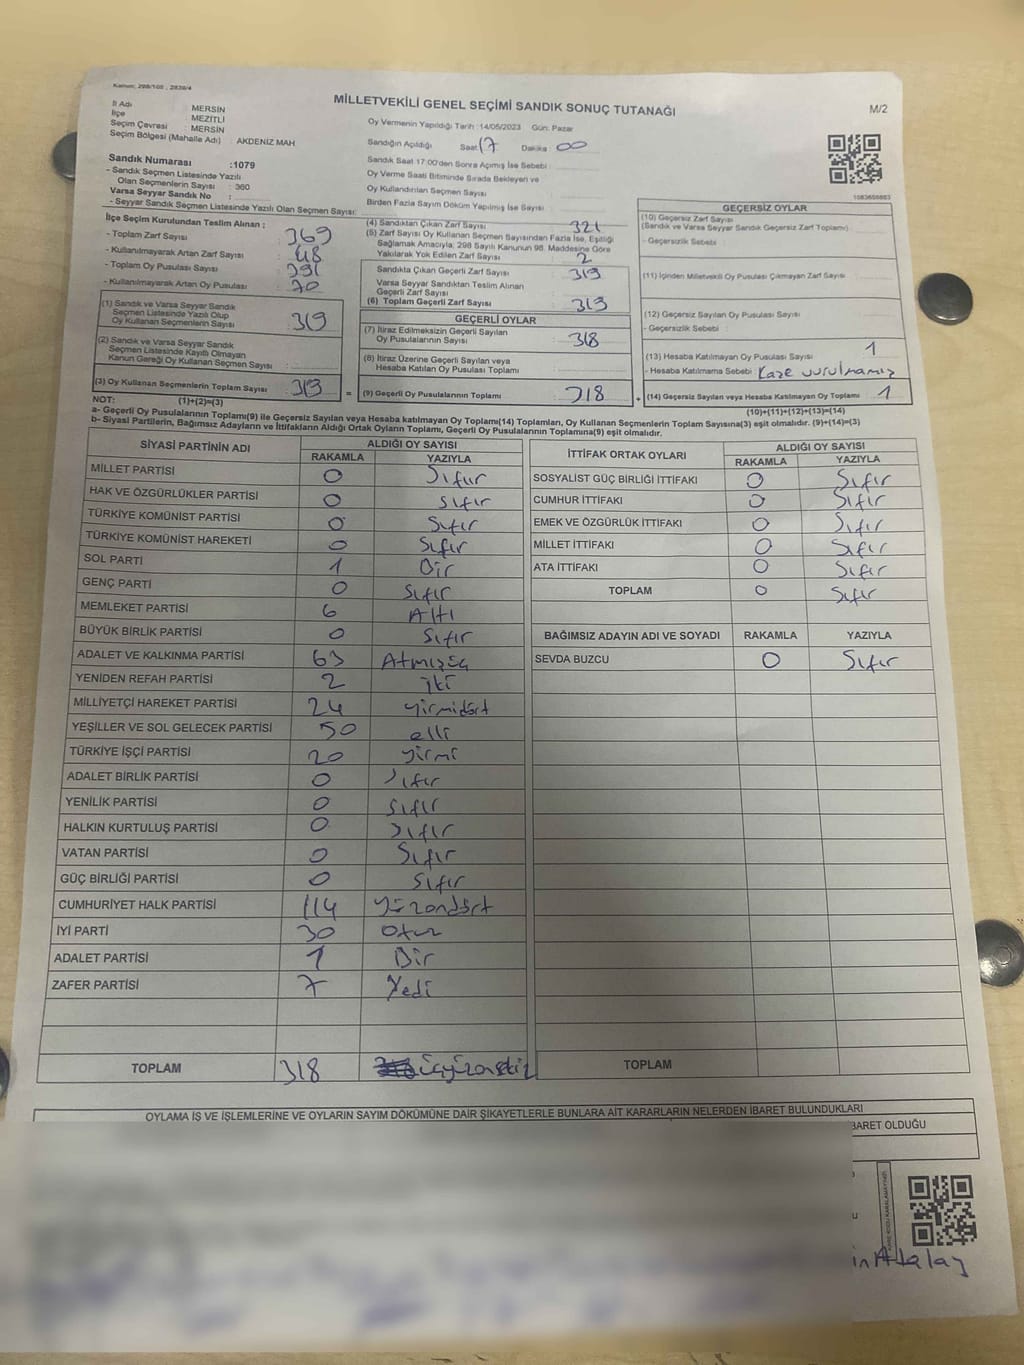 Kanun; 298/105 , 2839/4
MİLLETVEKİLİ GENEL SEÇİMİ SANDIK SONUÇ TUTANAĞI
M/2
İl Adı : MERSİN
İlçe : MEZİTLİ
Seçim Çevresi : MERSİN
Seçim Bölgesi (Mahalle Adı) : AKDENİZ MAH
Sandık Numarası :1079
- Sandık Seçmen Listesinde Yazılı
Olan Seçmenlerin Sayısı : 360
Varsa Seyyar Sandık No :
- Seyyar Sandık Seçmen Listesinde Yazılı Olan Seçmen Sayısı:
Oy Vermenin Yapıldığı Tarih :14/05/2023 Gün: Pazar
Sandığın Açıldığı Saat 17 Dakika 00
Sandık Saat 17:00'den Sonra Açılmış İse Sebebi :
Oy Verme Saati Bitiminde Sırada Bekleyen ve
Oy Kullandırılan Seçmen Sayısı
Birden Fazla Sayım Döküm Yapılmış İse Sayısı
1083656863
İlçe Seçim Kurulundan Teslim Alınan ;
- Toplam Zarf Sayısı : 369
- Kullanılmayarak Artan Zarf Sayısı : 48
- Toplam Oy Pusulası Sayısı : 391
- Kullanılmayarak Artan Oy Pusulası : 70
(1) Sandık ve Varsa Seyyar Sandık
Seçmen Listesinde Yazılı Olup
Oy Kullanan Seçmenlerin Sayısı : 319
(2) Sandık ve Varsa Seyyar Sandık
Seçmen Listesinde Kayıtlı Olmayan
Kanun Gereği Oy Kullanan Seçmen Sayısı :
(3) Oy Kullanan Seçmenlerin Toplam Sayısı : 319 =
(4) Sandıktan Çıkan Zarf Sayısı : 321
(5) Zarf Sayısı Oy Kullanan Seçmen Sayısından Fazla İse, Eşitliği
Sağlamak Amacıyla; 298 Sayılı Kanunun 98. Maddesine Göre
Yakılarak Yok Edilen Zarf Sayısı : 2
Sandıkta Çıkan Geçerli Zarf Sayısı : 319
Varsa Seyyar Sandıktan Teslim Alınan
Geçerli Zarf Sayısı :
(6) Toplam Geçerli Zarf Sayısı : 319
GEÇERLİ OYLAR
(7) İtiraz Edilmeksizin Geçerli Sayılan
Oy Pusulalarının Sayısı : 318
(8) İtiraz Üzerine Geçerli Sayılan veya
Hesaba Katılan Oy Pusulası Toplamı :
(9) Geçerli Oy Pusulalarının Toplamı : 318 +
GEÇERSİZ OYLAR
(10) Geçersiz Zarf Sayısı
(Sandık ve Varsa Seyyar Sandık Geçersiz Zarf Toplamı) :
- Geçersizlik Sebebi :
(11) İçinden Milletvekili Oy Pusulası Çıkmayan Zarf Sayısı :
(12) Geçersiz Sayılan Oy Pusulası Sayısı :
- Geçersizlik Sebebi :
(13) Hesaba Katılmayan Oy Pusulası Sayısı : 1
- Hesaba Katılmama Sebebi : Kaşe vurulmamış
(14) Geçersiz Sayılan veya Hesaba Katılmayan Oy Toplamı : 1
NOT: (1)+(2)=(3) (10)+(11)+(12)+(13)=(14)
a- Geçerli Oy Pusulalarının Toplamı(9) ile Geçersiz Sayılan veya Hesaba katılmayan Oy Toplamı(14) Toplamları, Oy Kullanan Seçmenlerin Toplam Sayısına(3) eşit olmalıdır. (9)+(14)=(3)
b- Siyasi Partilerin, Bağımsız Adayların ve İttifakların Aldığı Ortak Oyların Toplamı, Geçerli Oy Pusulalarının Toplamına(9) eşit olmalıdır.
SİYASİ PARTİNİN ADI ALDIĞI OY SAYISI
RAKAMLA YAZIYLA
MİLLET PARTİSİ 0 Sıfır
HAK VE ÖZGÜRLÜKLER PARTİSİ 0 Sıfır
TÜRKİYE KOMÜNİST PARTİSİ 0 Sıfır
TÜRKİYE KOMÜNİST HAREKETİ 0 Sıfır
SOL PARTİ 1 Bir
GENÇ PARTİ 0 Sıfır
MEMLEKET PARTİSİ 6 Altı
BÜYÜK BİRLİK PARTİSİ 0 Sıfır
ADALET VE KALKINMA PARTİSİ 63 Atmışüç
YENİDEN REFAH PARTİSİ 2 iki
MİLLİYETÇİ HAREKET PARTİSİ 24 yirmidört
YEŞİLLER VE SOL GELECEK PARTİSİ 50 elli
TÜRKİYE İŞÇİ PARTİSİ 20 yirmi
ADALET BİRLİK PARTİSİ 0 Sıfır
YENİLİK PARTİSİ 0 Sıfır
HALKIN KURTULUŞ PARTİSİ 0 Sıfır
VATAN PARTİSİ 0 Sıfır
GÜÇ BİRLİĞİ PARTİSİ 0 Sıfır
CUMHURİYET HALK PARTİSİ 114 Yüzondört
İYİ PARTİ 30 Otuz
ADALET PARTİSİ 1 Bir
ZAFER PARTİSİ 7 Yedi
TOPLAM 318 üçyüzonsekiz
İTTİFAK ORTAK OYLARI ALDIĞI OY SAYISI
RAKAMLA YAZIYLA
SOSYALİST GÜÇ BİRLİĞİ İTTİFAKI 0 Sıfır
CUMHUR İTTİFAKI 0 Sıfır
EMEK VE ÖZGÜRLÜK İTTİFAKI 0 Sıfır
MİLLET İTTİFAKI 0 Sıfır
ATA İTTİFAKI 0 Sıfır
TOPLAM 0 Sıfır
BAĞIMSIZ ADAYIN ADI VE SOYADI RAKAMLA YAZIYLA
SEVDA BUZCU 0 Sıfır
TOPLAM
OYLAMA İŞ VE İŞLEMLERİNE VE OYLARIN SAYIM DÖKÜMÜNE DAİR ŞİKAYETLERLE BUNLARA AİT KARARLARIN NELERDEN İBARET BULUNDUKLARI
BARET OLDUĞU
in Atalay